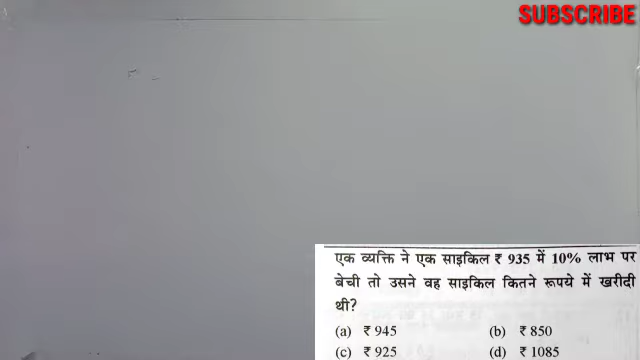 SUBSCRIBE
एक व्यक्ति ने एक साइकिल ₹ 935 में 10% लाभ पर
बेची तो उसने वह साइकिल कितने रूपये में खरीदी
थी?
(a) ₹ 945 (b) ₹ 850
(c) ₹ 925 (d) ₹ 1085